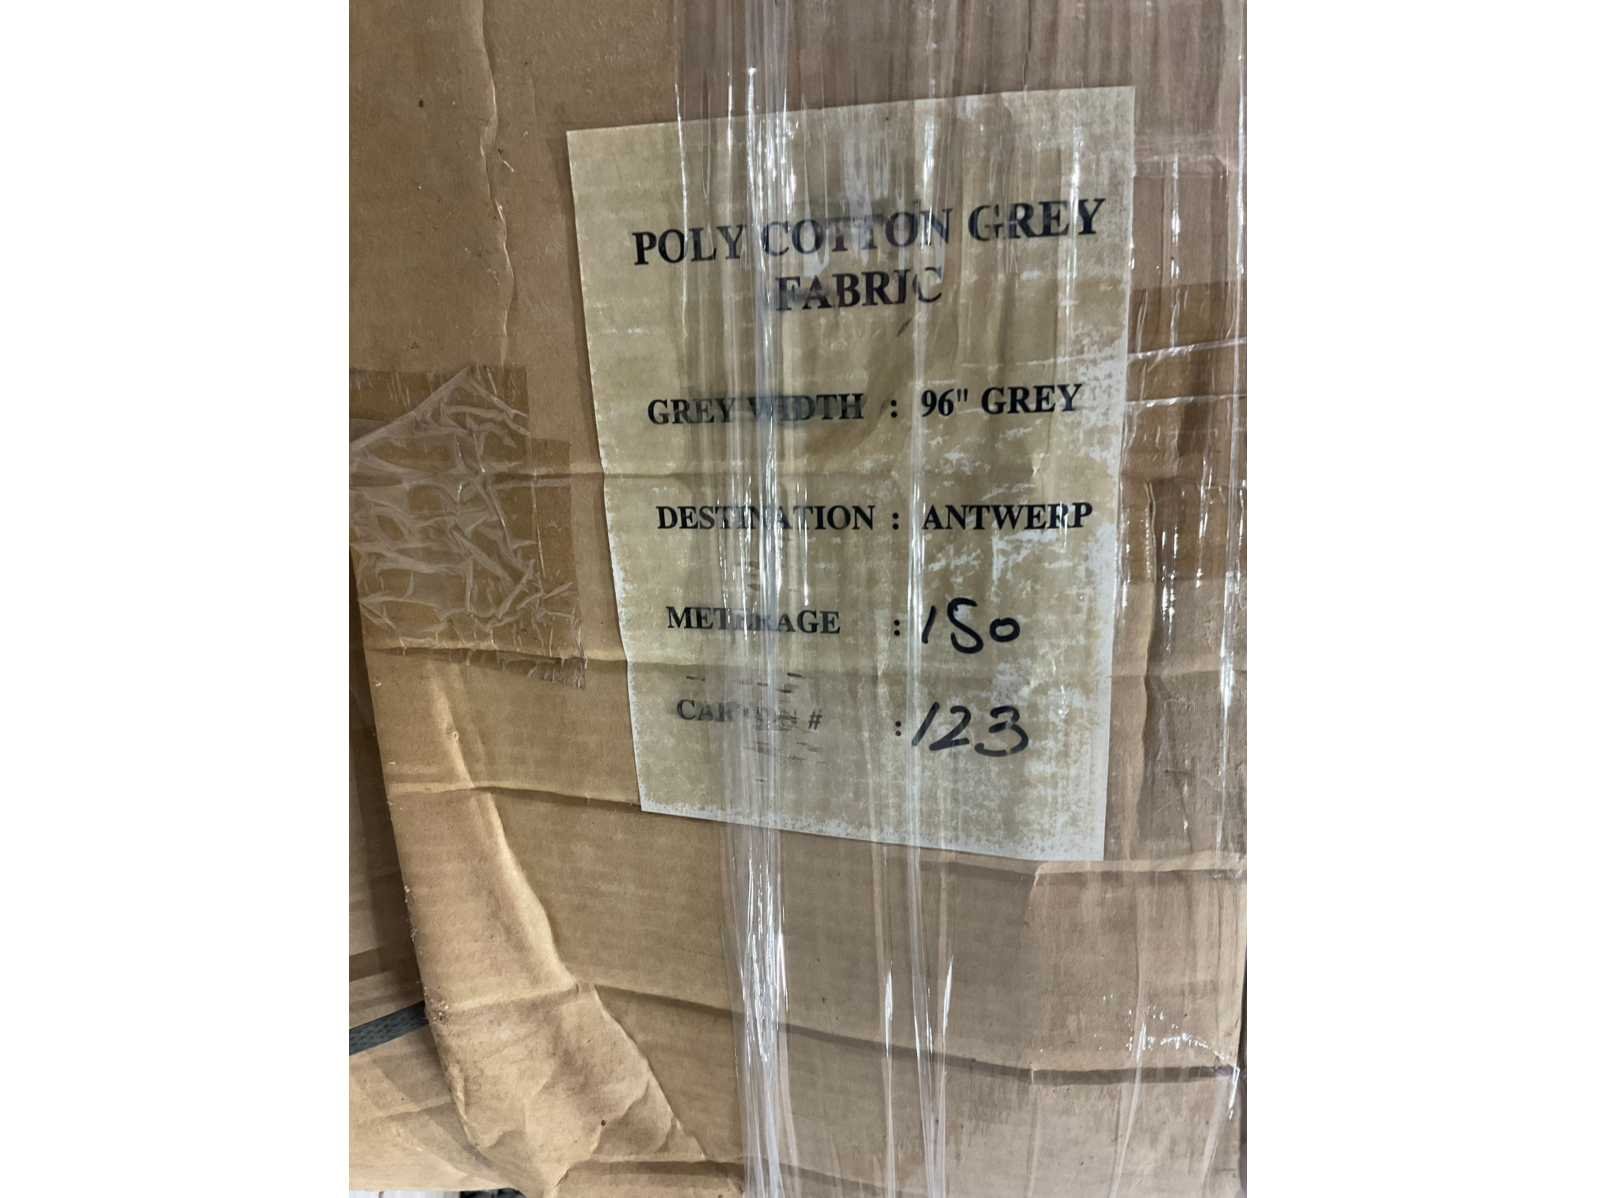 POLY COTTON GREY
FABRIC
GREY WIDTH : 96" GREY
DESTINATION : ANTWERP
METERAGE : 150
CARTON # : 123